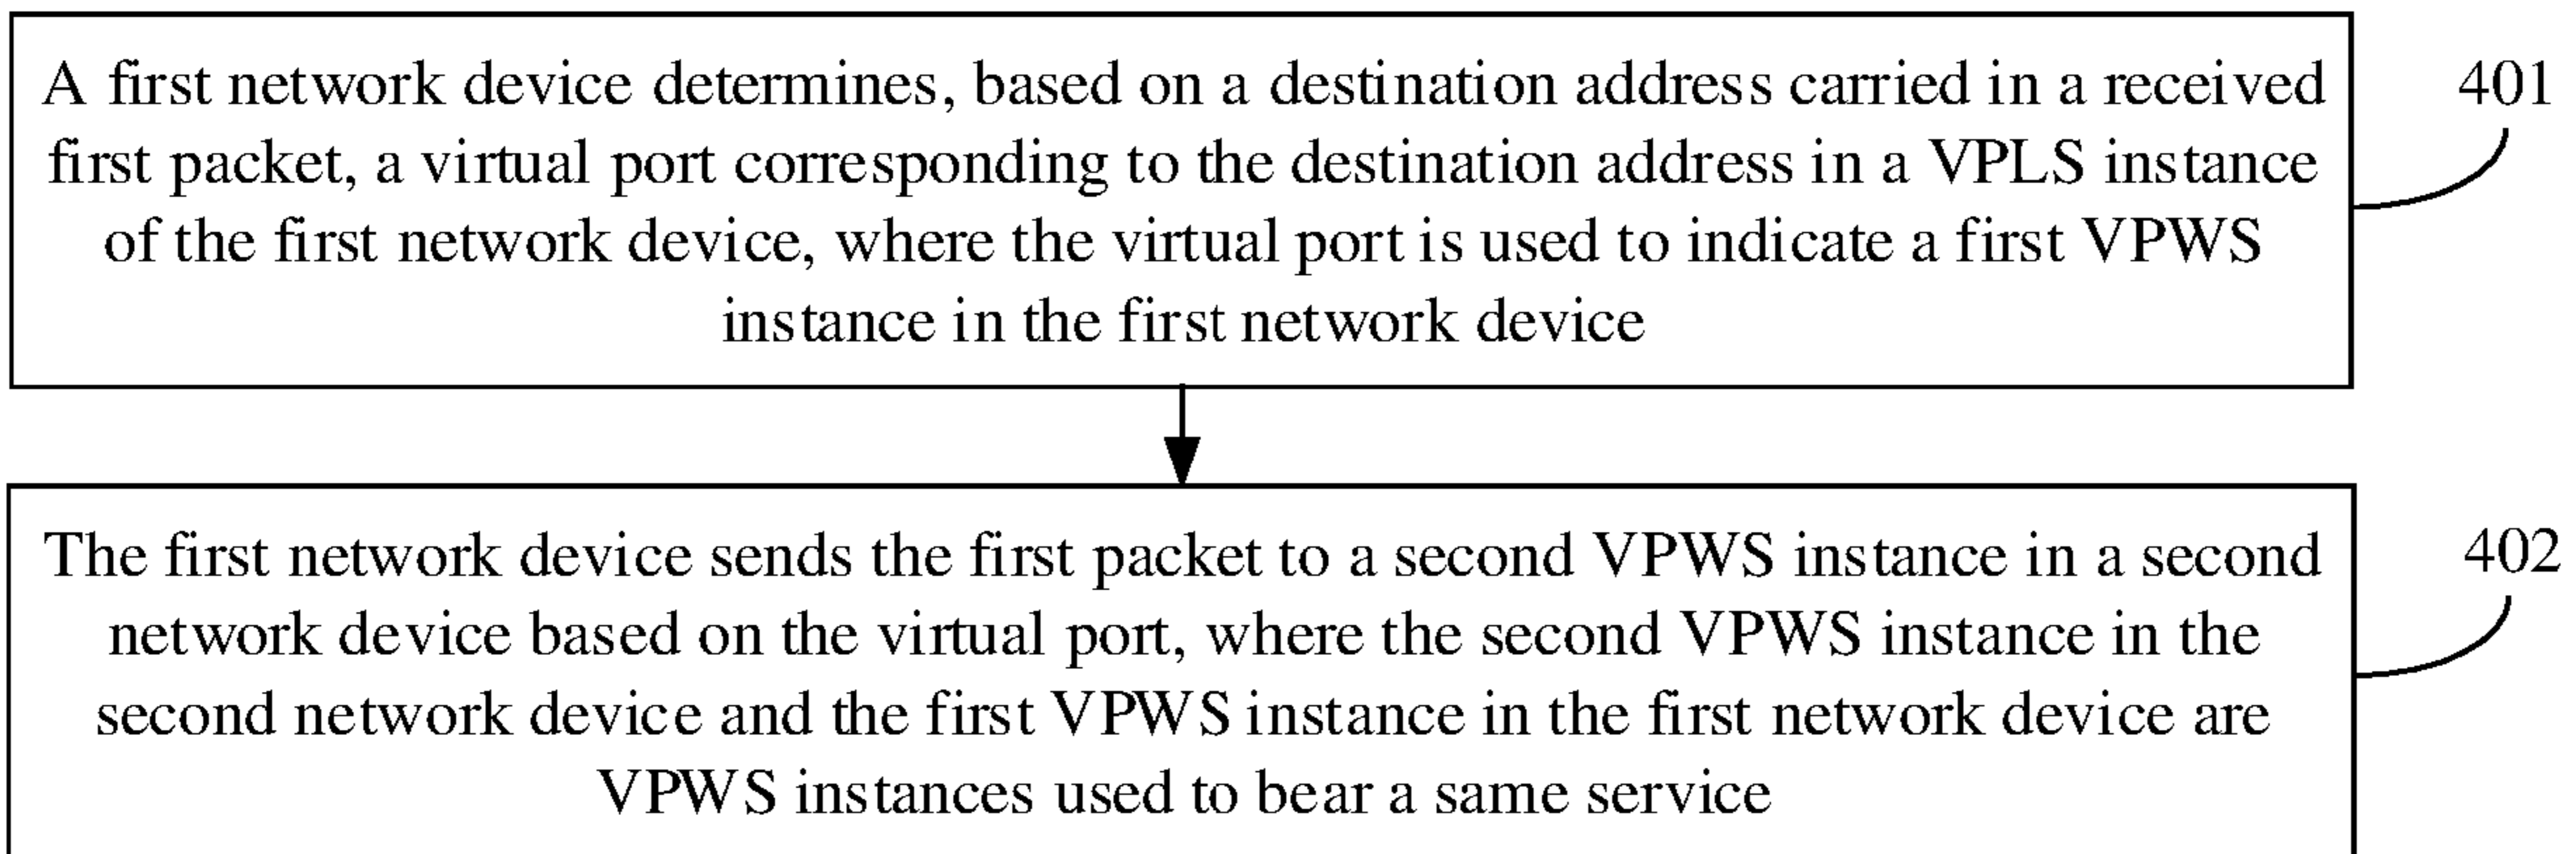 A first network device determines, based on a destination address carried in a received
first packet, a virtual port corresponding to the destination address in a VPLS instance
of the first network device, where the virtual port is used to indicate a first VPWS
instance in the first network device
401
The first network device sends the first packet to a second VPWS instance in a second
network device based on the virtual port, where the second VPWS instance in the
second network device and the first VPWS instance in the first network device are
VPWS instances used to bear a same service
402